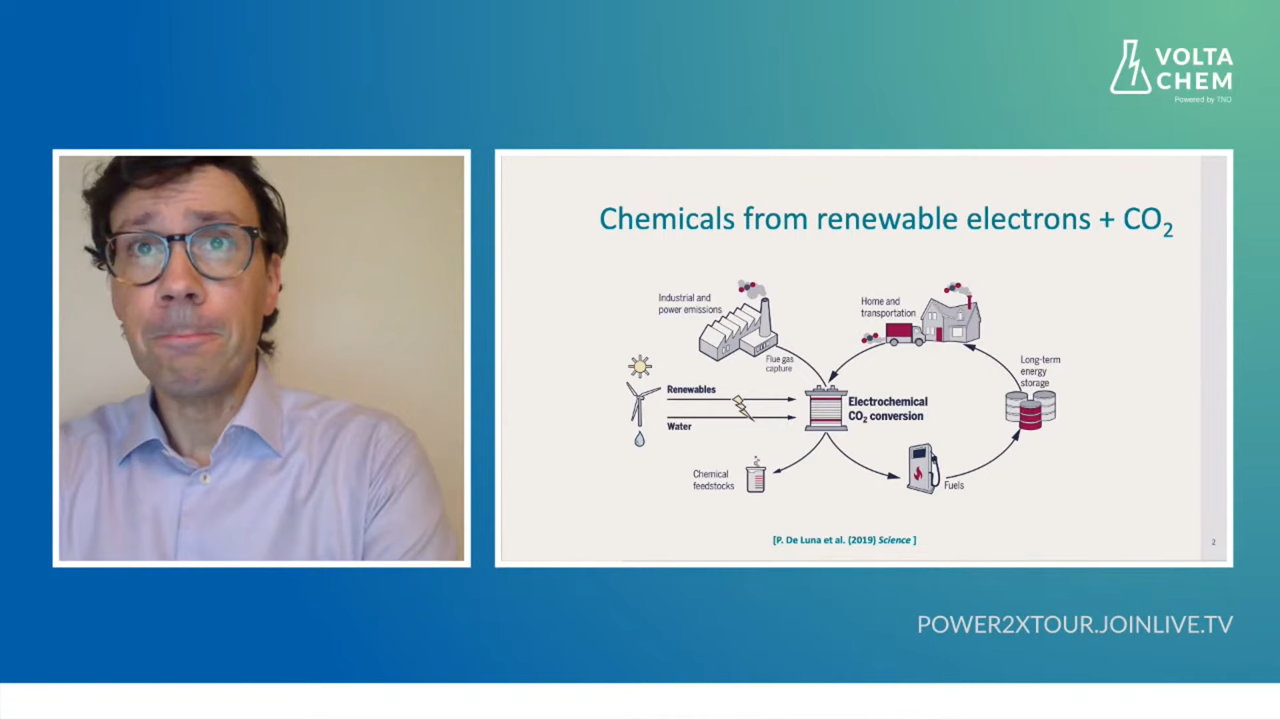 VOLTA
CHEM
Powered by TNO
Chemicals from renewable electrons + CO₂
Industrial and
power emissions
Home and
transportation
Flue gas
capture
Long-term
energy
storage
Renewables
Electrochemical
CO₂ conversion
Water
Chemical
feedstocks
Fuels
[P. De Luna et al. (2019) Science ]
2
POWER2XTOUR.JOINLIVE.TV